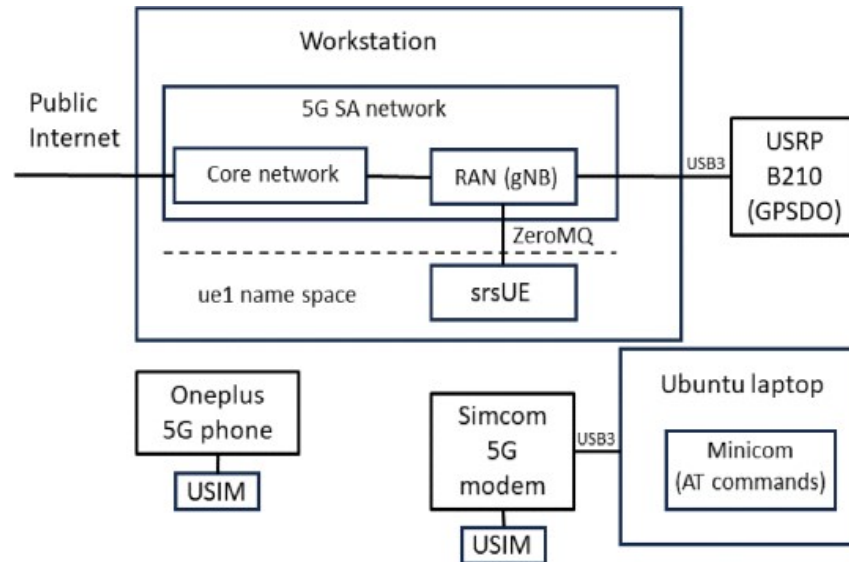 Workstation
Public
Internet
5G SA network
Core network
RAN (gNB)
USB3
USRP
B210
(GPSDO)
ZeroMQ
ue1 name space
srsUE
Oneplus
5G phone
USIM
Simcom
5G
modem
USIM
USB3
Ubuntu laptop
Minicom
(AT commands)